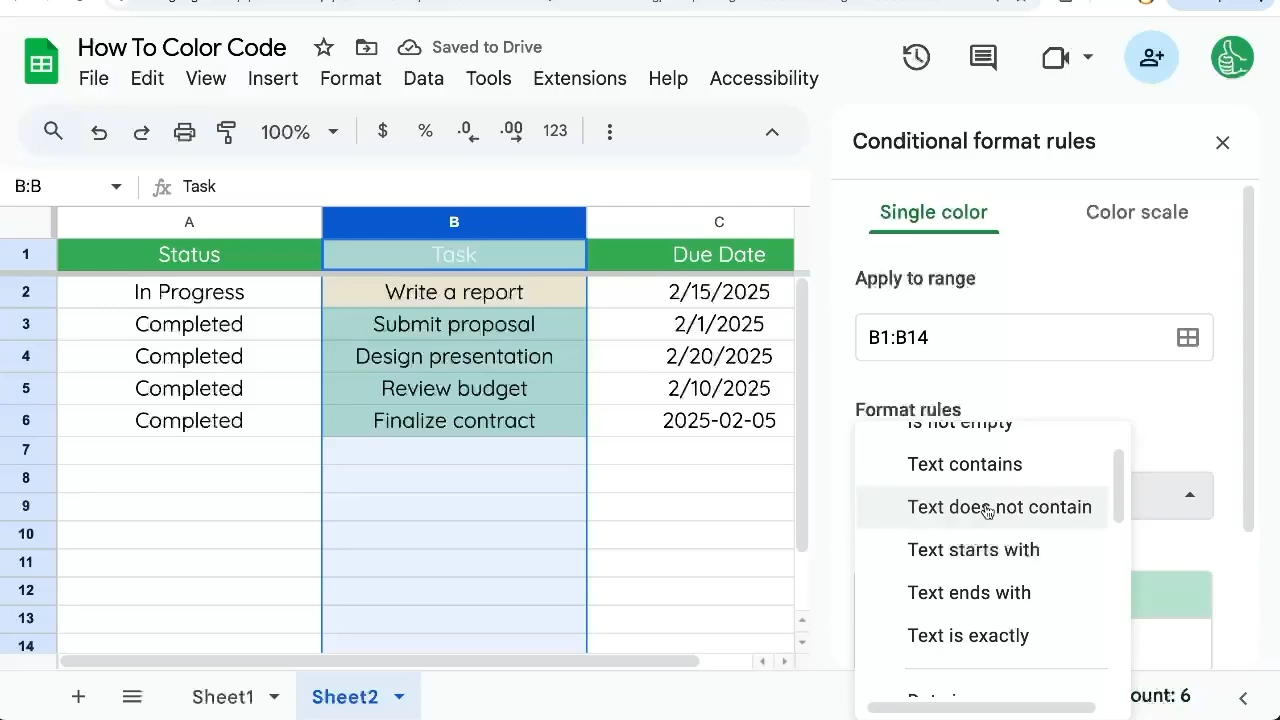 How To Color Code
Saved to Drive
File Edit View Insert Format Data Tools Extensions Help Accessibility
100% $ % .0 .00 123
B:B fx Task
A B C
1 Status Task Due Date
2 In Progress Write a report 2/15/2025
3 Completed Submit proposal 2/1/2025
4 Completed Design presentation 2/20/2025
5 Completed Review budget 2/10/2025
6 Completed Finalize contract 2025-02-05
7
8
9
10
11
12
13
14
Sheet1 Sheet2
Conditional format rules
Single color Color scale
Apply to range
B1:B14
Format rules
Is not empty
Text contains
Text does not contain
Text starts with
Text ends with
Text is exactly
ount: 6